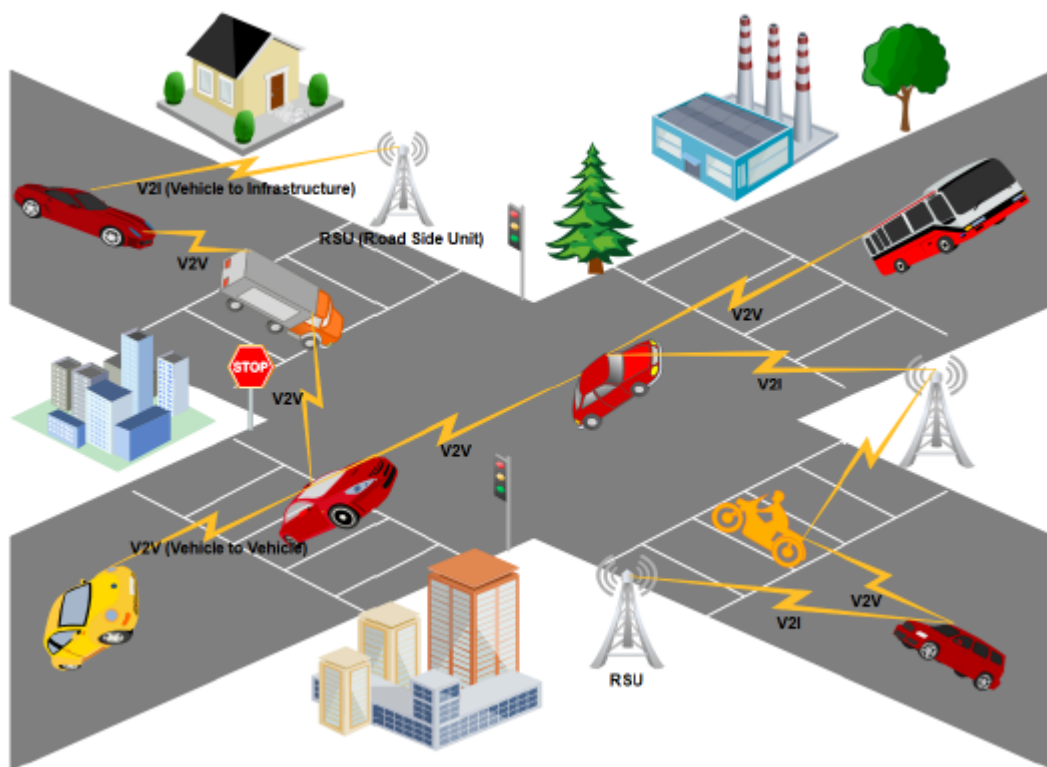 V2I (Vehicle to Infrastructure)
RSU (Road Side Unit)
V2V
V2V
STOP
V2I
V2V
V2V
V2V (Vehicle to Vehicle)
V2V
V2I
RSU